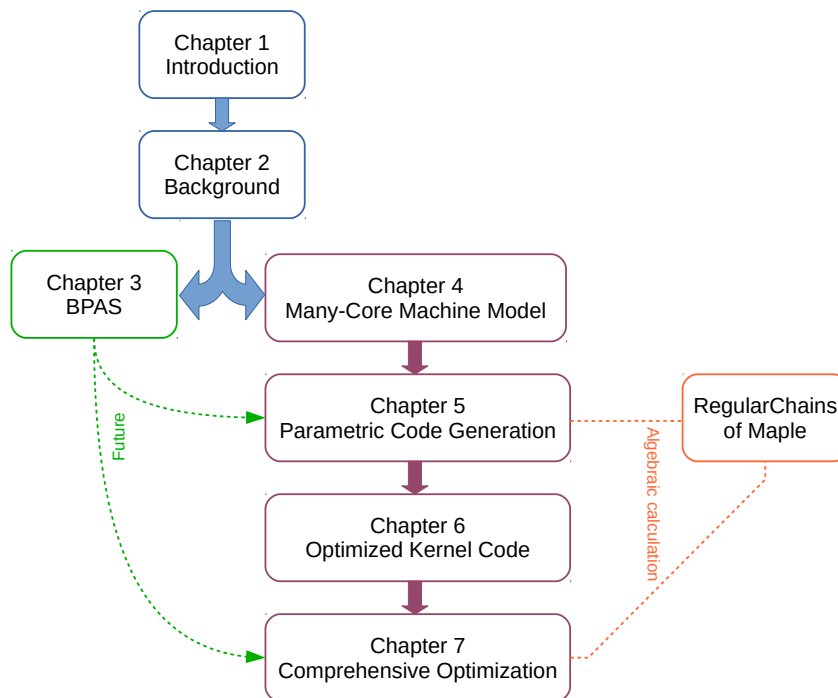 Chapter 1
Introduction
Chapter 2
Background
Chapter 3
BPAS
Chapter 4
Many-Core Machine Model
Chapter 5
Parametric Code Generation
RegularChains
of Maple
Future
Algebraic calculation
Chapter 6
Optimized Kernel Code
Chapter 7
Comprehensive Optimization